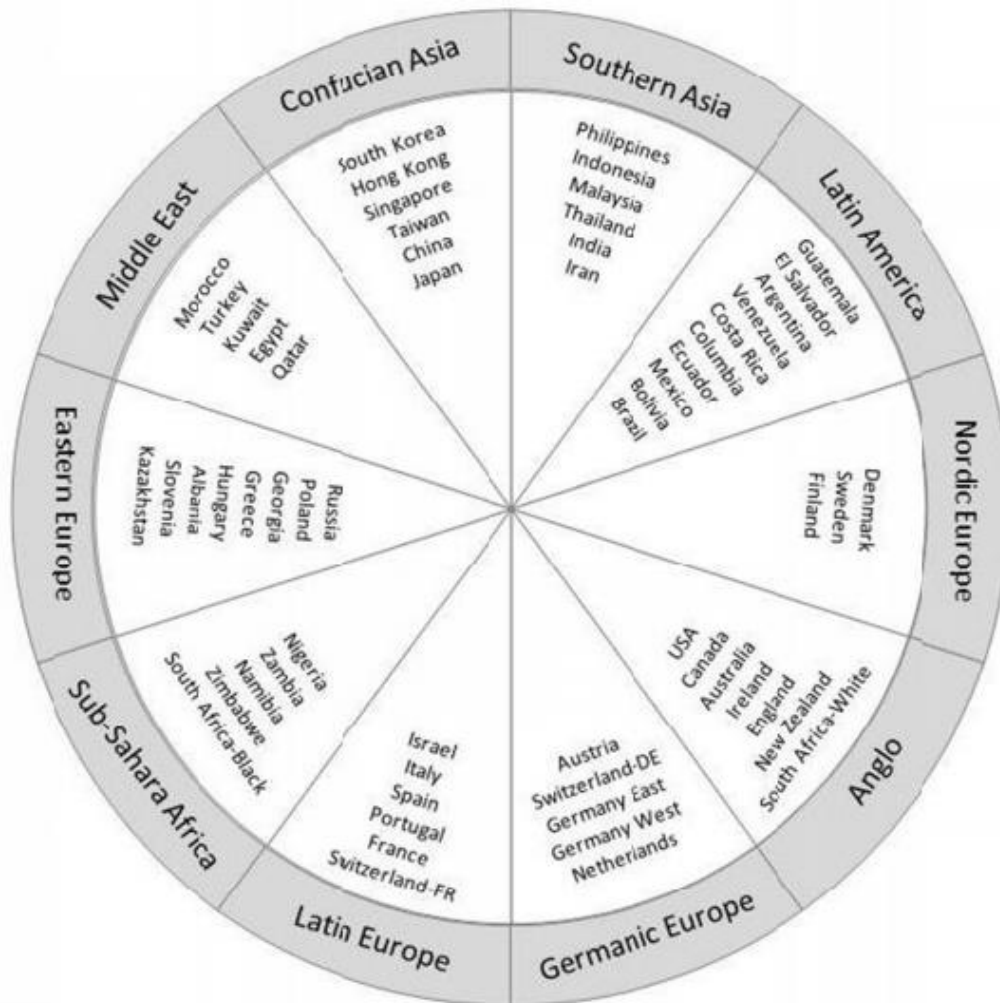 Confucian Asia
South Korea
Hong Kong
Singapore
Taiwan
China
Japan
Southern Asia
Philippines
Indonesia
Malaysia
Thailand
India
Iran
Latin America
Guatemala
El Salvador
Argentina
Venezuela
Costa Rica
Columbia
Ecuador
Mexico
Bolivia
Brazil
Nordic Europe
Denmark
Sweden
Finland
Anglo
USA
Canada
Australia
Ireland
England
New Zealand
South Africa-White
Germanic Europe
Austria
Switzerland-DE
Germany East
Germany West
Netherlands
Latin Europe
Israel
Italy
Spain
Portugal
France
Switzerland-FR
Sub-Sahara Africa
Nigeria
Zambia
Namibia
Zimbabwe
South Africa-Black
Eastern Europe
Russia
Poland
Georgia
Greece
Hungary
Albania
Slovenia
Kazakhstan
Middle East
Morocco
Turkey
Kuwait
Egypt
Qatar